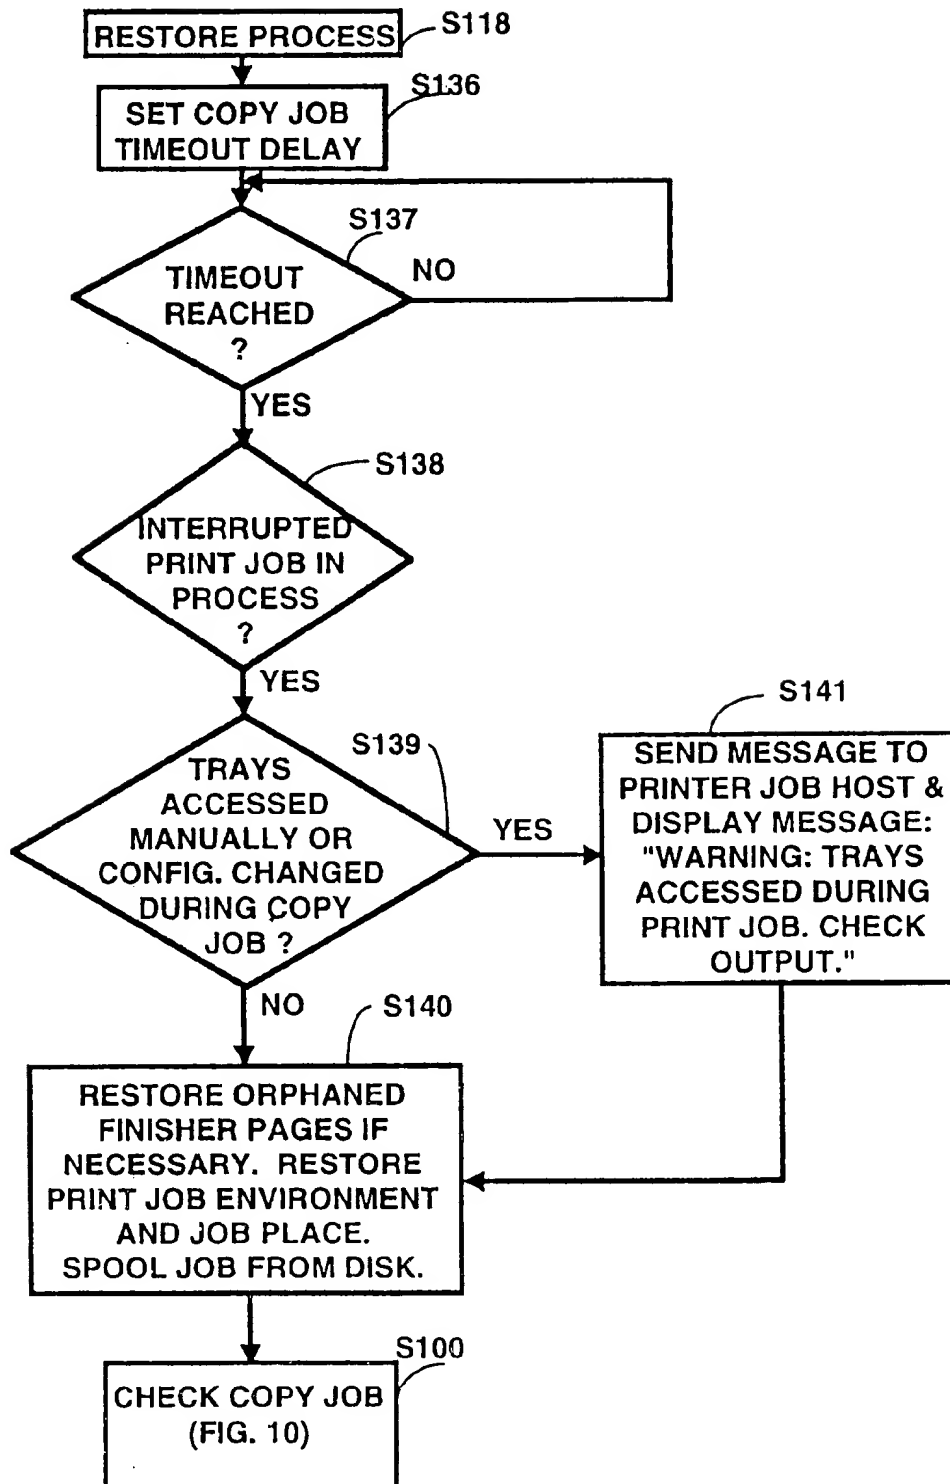 RESTORE PROCESS
S118
S136
SET COPY JOB
TIMEOUT DELAY
S137
TIMEOUT
REACHED
?
NO
YES
S138
INTERRUPTED
PRINT JOB IN
PROCESS
?
YES
S139
TRAYS
ACCESSED
MANUALLY OR
CONFIG. CHANGED
DURING COPY
JOB ?
YES
S141
SEND MESSAGE TO
PRINTER JOB HOST &
DISPLAY MESSAGE:
"WARNING: TRAYS
ACCESSED DURING
PRINT JOB. CHECK
OUTPUT."
NO
S140
RESTORE ORPHANED
FINISHER PAGES IF
NECESSARY. RESTORE
PRINT JOB ENVIRONMENT
AND JOB PLACE.
SPOOL JOB FROM DISK.
S100
CHECK COPY JOB
(FIG. 10)